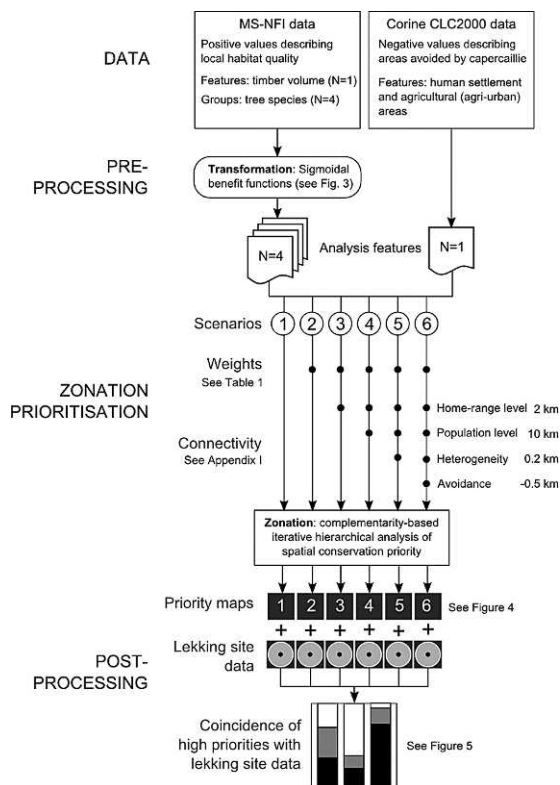 DATA
MS-NFI data
Positive values describing
local habitat quality
Features: timber volume (N=1)
Groups: tree species (N=4)
Corine CLC2000 data
Negative values describing
areas avoided by capercaillie
Features: human settlement
and agricultural (agri-urban)
areas
PRE-
PROCESSING
Transformation: Sigmoidal
benefit functions (see Fig. 3)
N=4
Analysis features
N=1
Scenarios
1 2 3 4 5 6
ZONATION
PRIORITISATION
Weights
See Table 1
Connectivity
See Appendix I
Home-range level 2 km
Population level 10 km
Heterogeneity 0.2 km
Avoidance -0.5 km
Zonation: complementarity-based
iterative hierarchical analysis of
spatial conservation priority
Priority maps
1 2 3 4 5 6
See Figure 4
+ + + + + +
POST-
PROCESSING
Lekking site
data
Coincidence of
high priorities with
lekking site data
See Figure 5